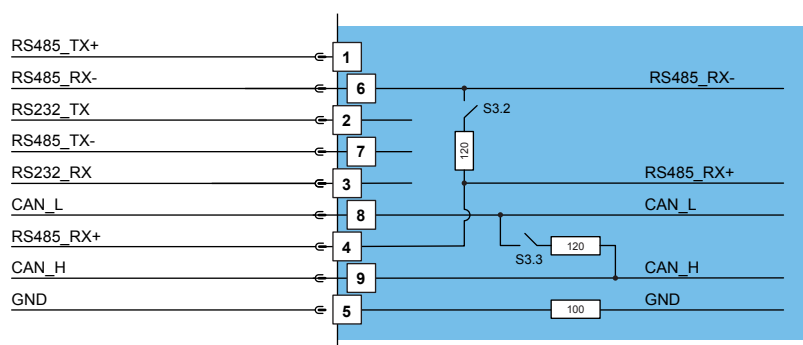 RS485_TX+
1
RS485_RX-
6
RS485_RX-
RS232_TX
2
S3.2
RS485_TX-
7
120
RS232_RX
3
RS485_RX+
CAN_L
8
CAN_L
RS485_RX+
4
S3.3
120
CAN_H
9
CAN_H
GND
5
100
GND